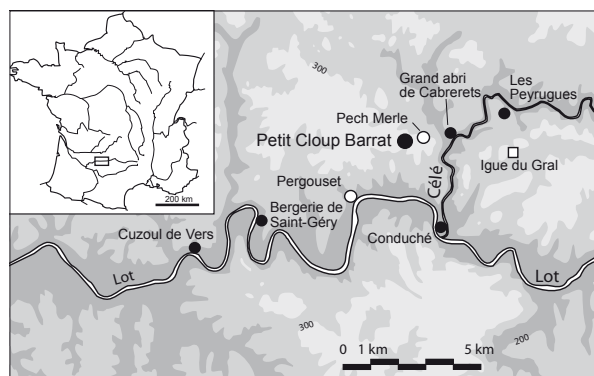 300
Grand abri
de Cabrerets
Les
Peyrugues
Pech Merle
Petit Cloup Barrat
Igue du Gral
Célé
200 km
Pergouset
Bergerie de
Saint-Géry
Cuzoul de Vers
Conduché
Lot
Lot
300
200
0 1 km 5 km